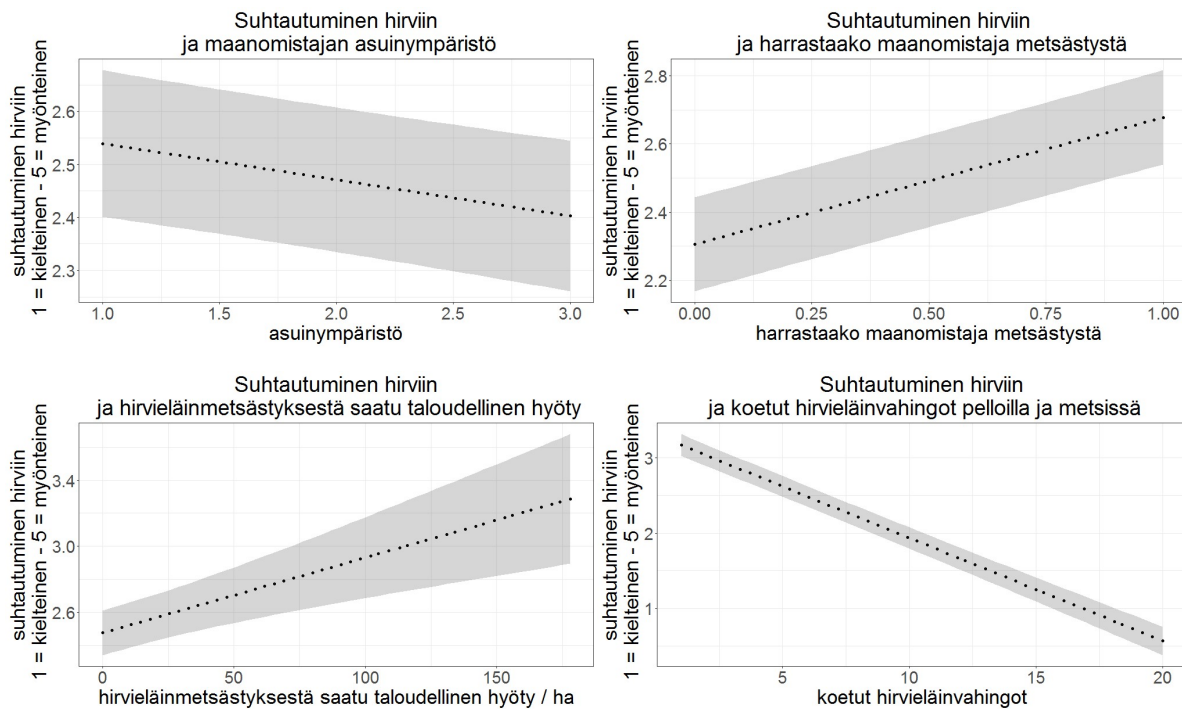 Suhtautuminen hirviin
ja maanomistajan asuinympäristö
suhtautuminen hirviin
1 = kielteinen - 5 = myönteinen
2.6
2.5
2.4
2.3
1.0
1.5
2.0
2.5
3.0
asuinympäristö
Suhtautuminen hirviin
ja harrastaako maanomistaja metsästystä
suhtautuminen hirviin
1 = kielteinen - 5 = myönteinen
2.8
2.6
2.4
2.2
0.00
0.25
0.50
0.75
1.00
harrastaako maanomistaja metsästystä
Suhtautuminen hirviin
ja hirvieläinmetsästyksestä saatu taloudellinen hyöty
suhtautuminen hirviin
1 = kielteinen - 5 = myönteinen
3.4
3.0
2.6
0
50
100
150
hirvieläinmetsästyksestä saatu taloudellinen hyöty / ha
Suhtautuminen hirviin
ja koetut hirvieläinvahingot pelloilla ja metsissä
suhtautuminen hirviin
1 = kielteinen - 5 = myönteinen
3
2
1
5
10
15
20
koetut hirvieläinvahingot